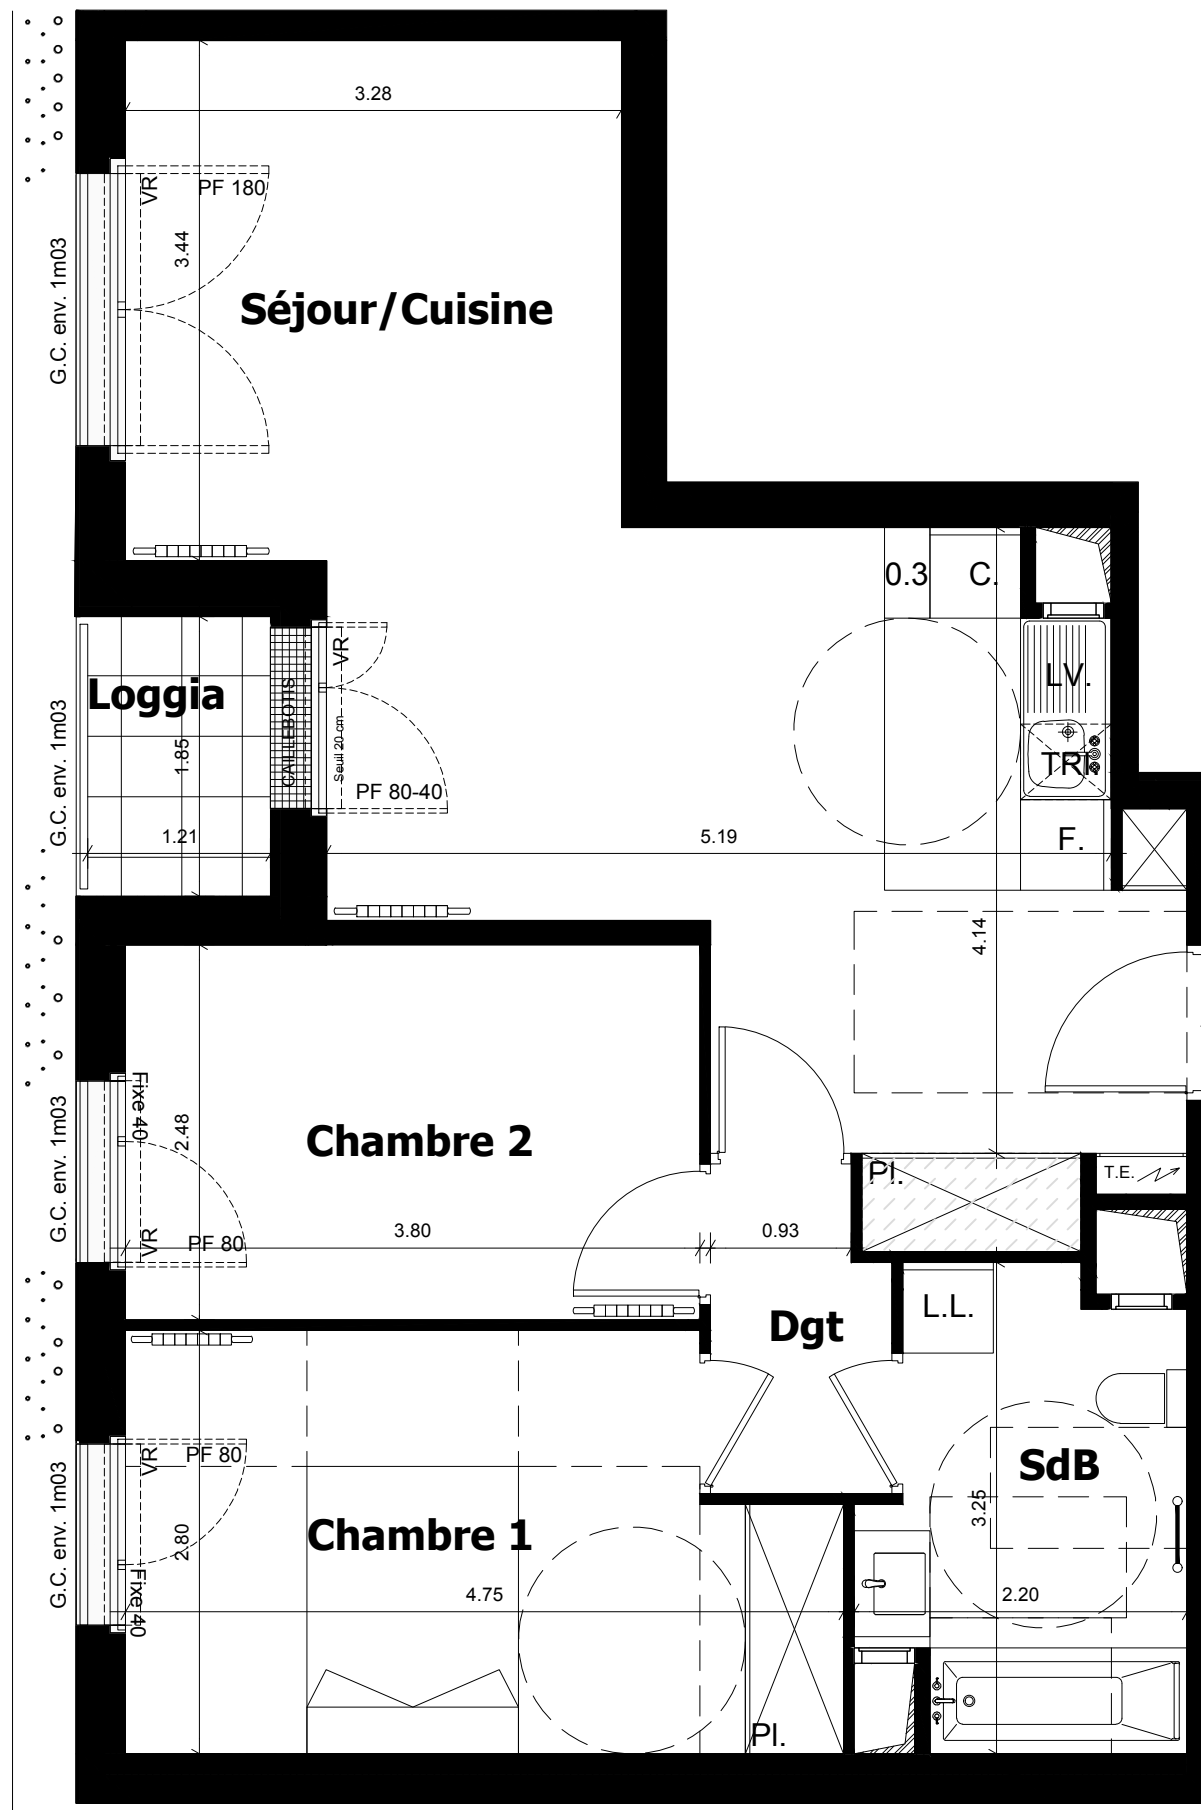 3.28
VR
PF 180
3.44
G.C. env. 1m03
Séjour/Cuisine
0.3
C.
LV.
TRI.
F.
VR
Loggia
CAILLEBOTIS
Seuil 20 cm
1.85
PF 80-40
G.C. env. 1m03
1.21
5.19
4.14
Fixe 40
2.48
G.C. env. 1m03
Chambre 2
VR
PF 80
3.80
0.93
Pl.
T.E.
L.L.
Dgt
VR
PF 80
SdB
3.25
G.C. env. 1m03
Chambre 1
2.80
Fixe 40
4.75
2.20
Pl.